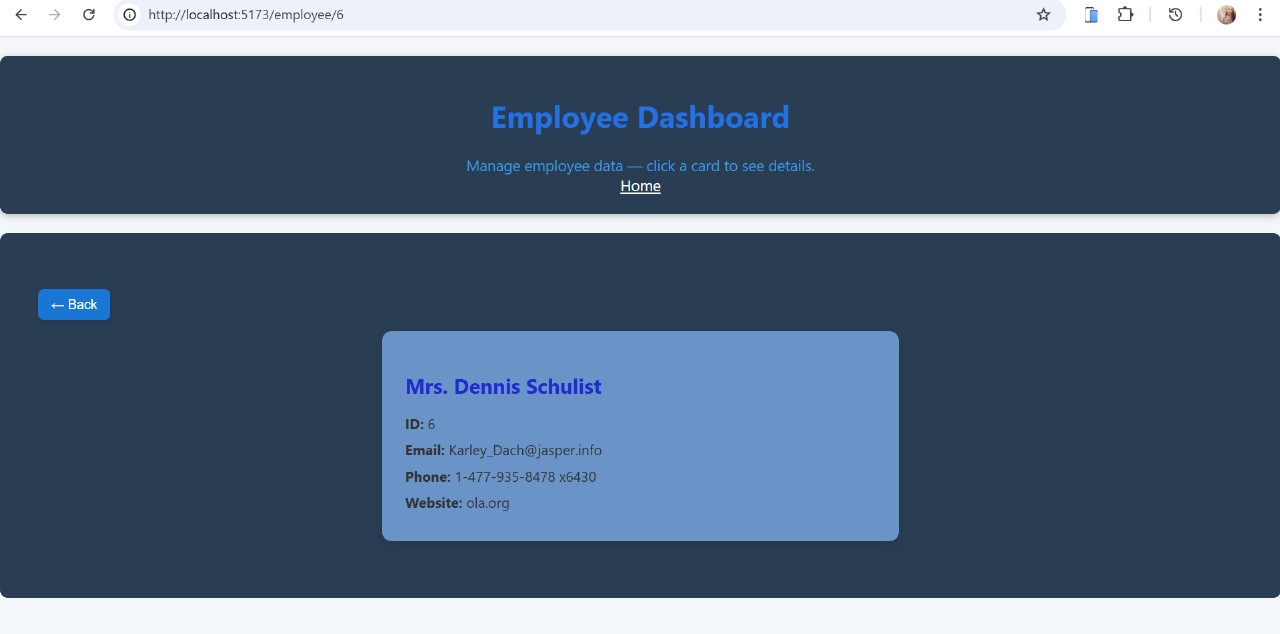 http://localhost:5173/employee/6
Employee Dashboard
Manage employee data — click a card to see details.
Home
← Back
Mrs. Dennis Schulist
ID: 6
Email: Karley_Dach@jasper.info
Phone: 1-477-935-8478 x6430
Website: ola.org